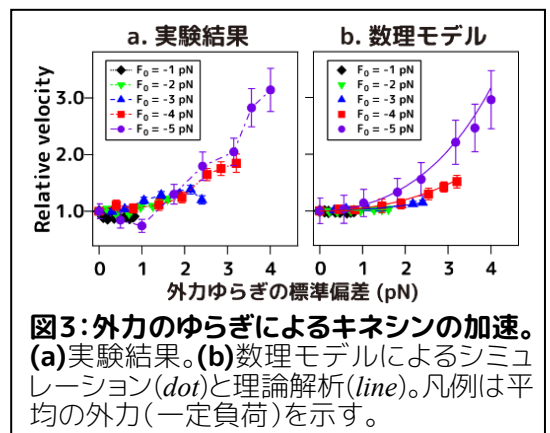 a. 実験結果
b. 数理モデル
F₀ = -1 pN
F₀ = -2 pN
F₀ = -3 pN
F₀ = -4 pN
F₀ = -5 pN
F₀ = -1 pN
F₀ = -2 pN
F₀ = -3 pN
F₀ = -4 pN
F₀ = -5 pN
Relative velocity
3.0
2.0
1.0
0 1 2 3 4
0 1 2 3 4
外力ゆらぎの標準偏差 (pN)
図3：外力のゆらぎによるキネシンの加速。
(a)実験結果。(b)数理モデルによるシミュ
レーション(dot)と理論解析(line)。凡例は平
均の外力（一定負荷）を示す。